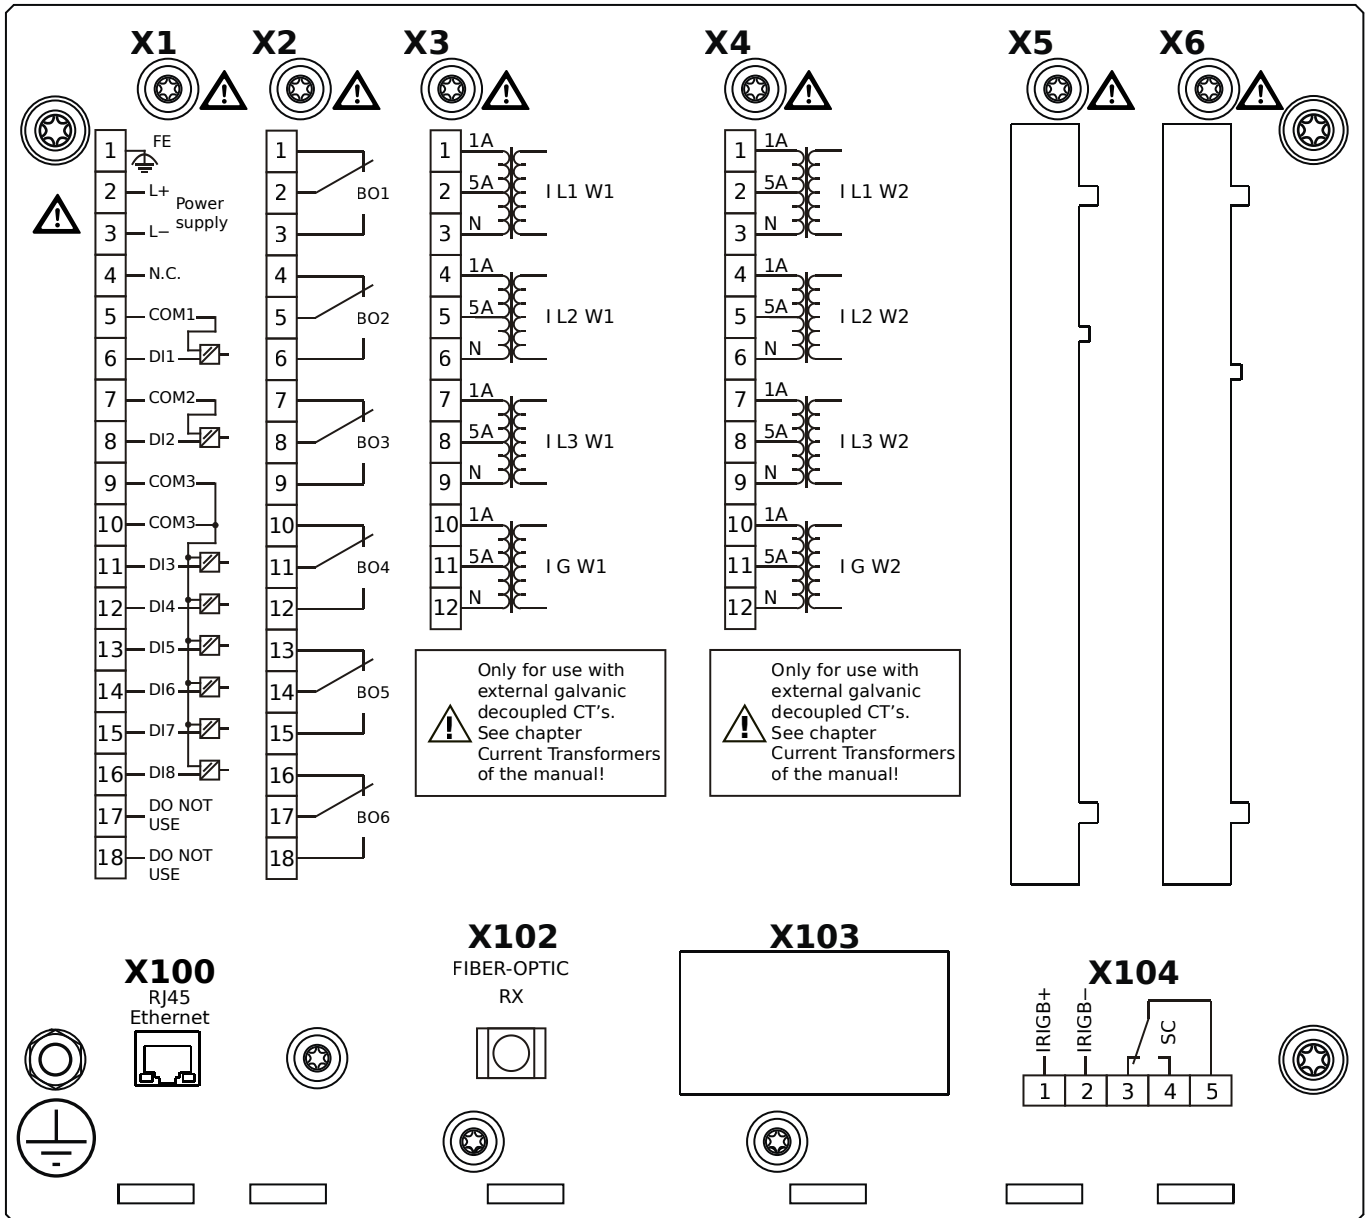 X1
X2
X3
X4
X5
X6
1 FE
2 L+
Power
supply
3 L−
4 N.C.
5 COM1
6 DI1
7 COM2
8 DI2
9 COM3
10 COM3
11 DI3
12 DI4
13 DI5
14 DI6
15 DI7
16 DI8
17 DO NOT
USE
18 DO NOT
USE
1
2 BO1
3
4
5 BO2
6
7
8 BO3
9
10
11 BO4
12
13
14 BO5
15
16
17 BO6
18
1 1A
2 5A I L1 W1
3 N
4 1A
5 5A I L2 W1
6 N
7 1A
8 5A I L3 W1
9 N
10 1A
11 5A I G W1
12 N
Only for use with
external galvanic
decoupled CT's.
See chapter
Current Transformers
of the manual!
1 1A
2 5A I L1 W2
3 N
4 1A
5 5A I L2 W2
6 N
7 1A
8 5A I L3 W2
9 N
10 1A
11 5A I G W2
12 N
Only for use with
external galvanic
decoupled CT's.
See chapter
Current Transformers
of the manual!
X100
RJ45
Ethernet
X102
FIBER-OPTIC
RX
X103
X104
IRIGB+
IRIGB−
SC
1 2 3 4 5